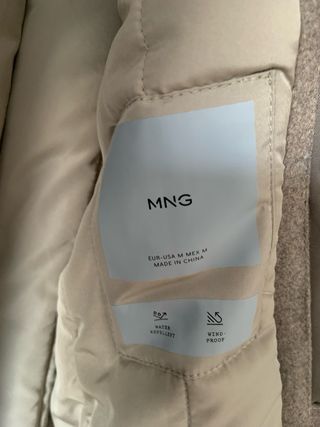 MNG
EUR-USA M MEX M
MADE IN CHINA
WATER
REPELLENT
WIND-
PROOF